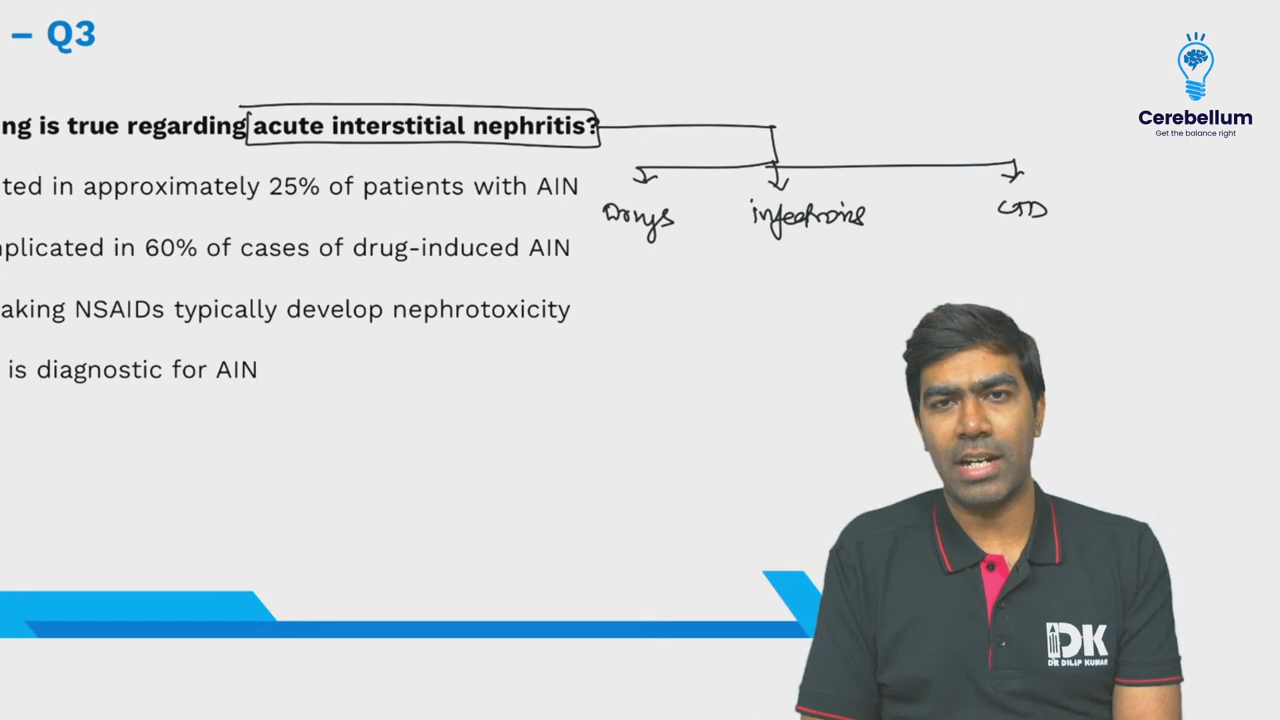 – Q3
Cerebellum
Get the balance right
ng is true regarding acute interstitial nephritis?
ted in approximately 25% of patients with AIN
Drugs infections CTD
nplicated in 60% of cases of drug-induced AIN
aking NSAIDs typically develop nephrotoxicity
is diagnostic for AIN
DK
DR DILIP KUMAR